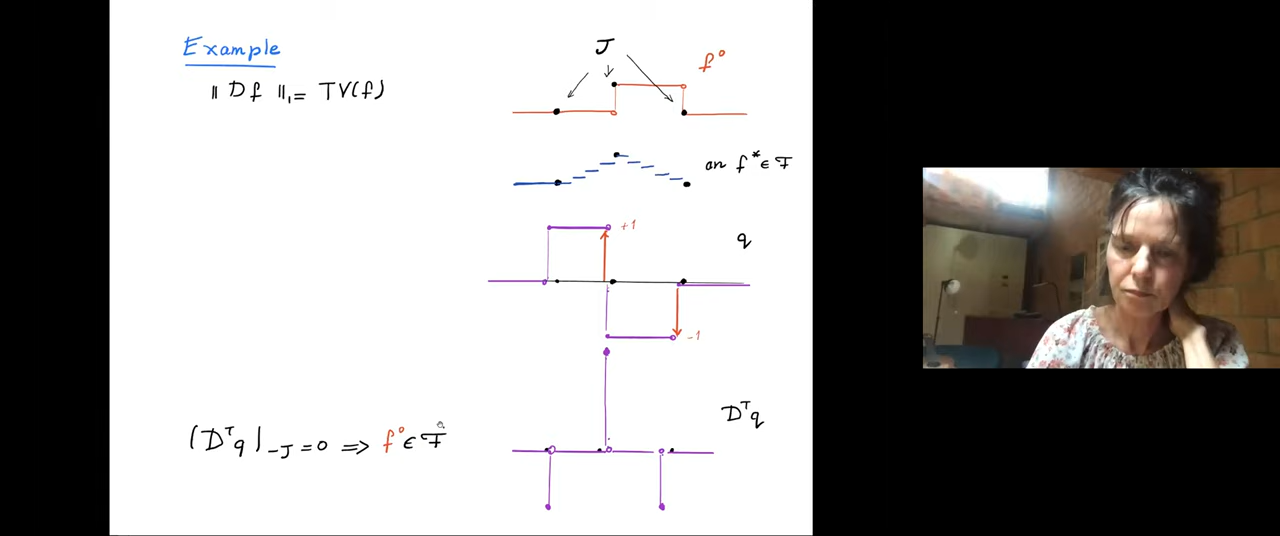 Example
‖ Df ‖₁ = TV(f)
J
f°
an f* ∈ F
+1
q
-1
Dᵀq
(Dᵀq)₋J = 0 ⇒ f° ∈ F